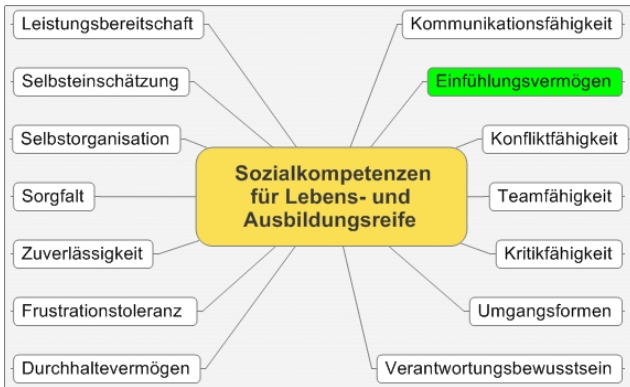 Leistungsbereitschaft
Selbsteinschätzung
Selbstorganisation
Sorgfalt
Zuverlässigkeit
Frustrationstoleranz
Durchhaltevermögen
Sozialkompetenzen
für Lebens- und
Ausbildungsreife
Kommunikationsfähigkeit
Einfühlungsvermögen
Konfliktfähigkeit
Teamfähigkeit
Kritikfähigkeit
Umgangsformen
Verantwortungsbewusstsein